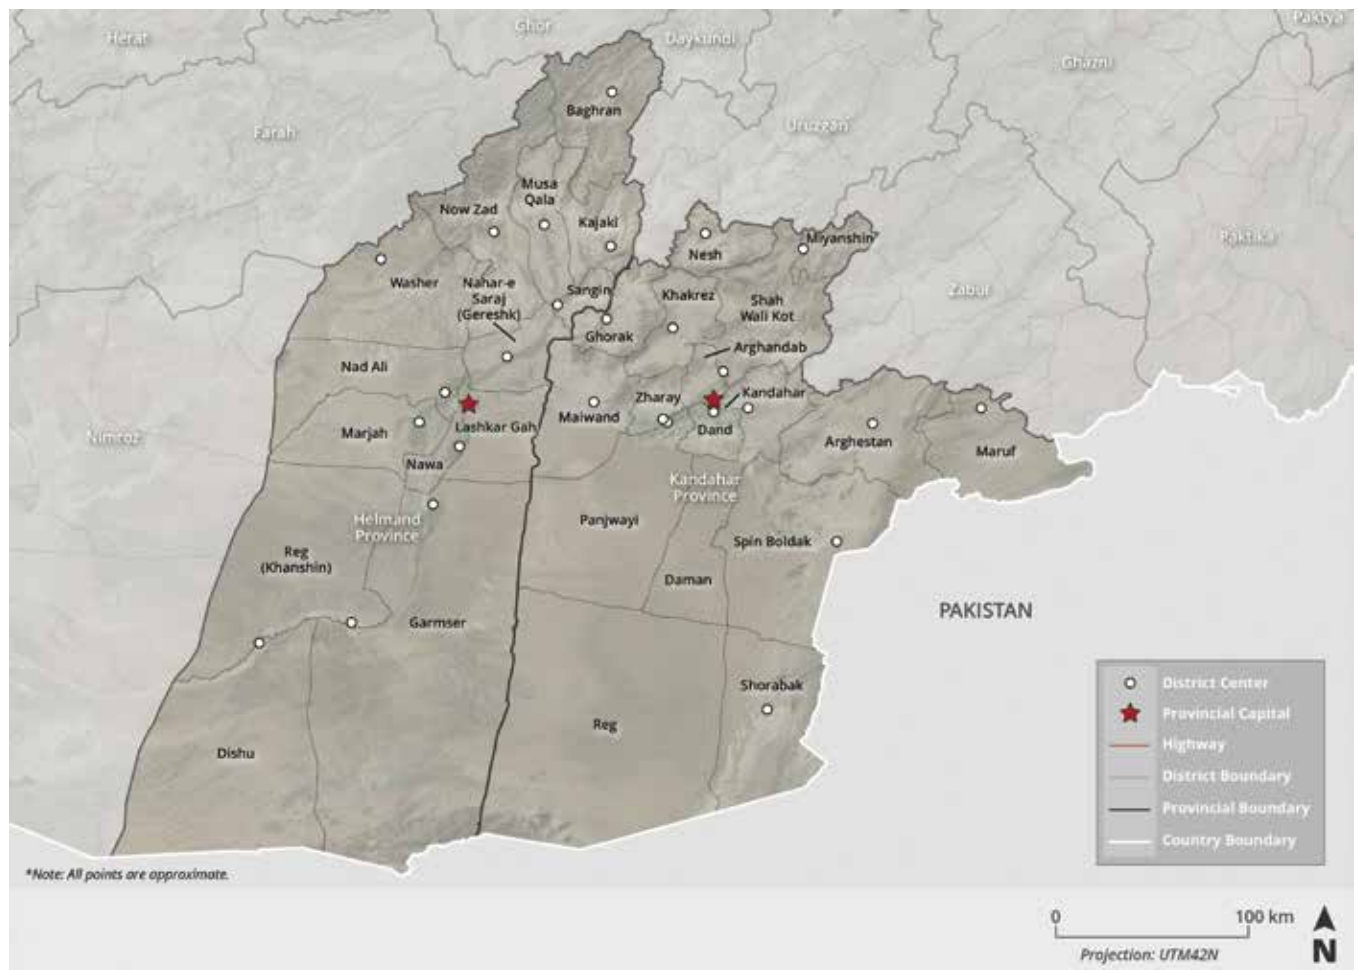 Herat
Ghor
Daykundi
Paktya
Ghazni
Farah
Uruzgan
Baghran
Musa
Qala
Now Zad
Kajaki
Nesh
Miyanshin
Paktika
Washer
Nahar-e
Saraj
(Gereshk)
Sangin
Khakrez
Shah
Wali Kot
Zabul
Ghorak
Arghandab
Nad Ali
Zharay
Kandahar
Maiwand
Lashkar Gah
Dand
Marjah
Nimroz
Arghestan
Maruf
Nawa
Kandahar
Province
Helmand
Province
Panjwayi
Spin Boldak
Reg
(Khanshin)
Daman
Garmser
PAKISTAN
Shorabak
Reg
Dishu
District Center
Provincial Capital
Highway
District Boundary
Provincial Boundary
Country Boundary
*Note: All points are approximate.
0 100 km
Projection: UTM42N
N